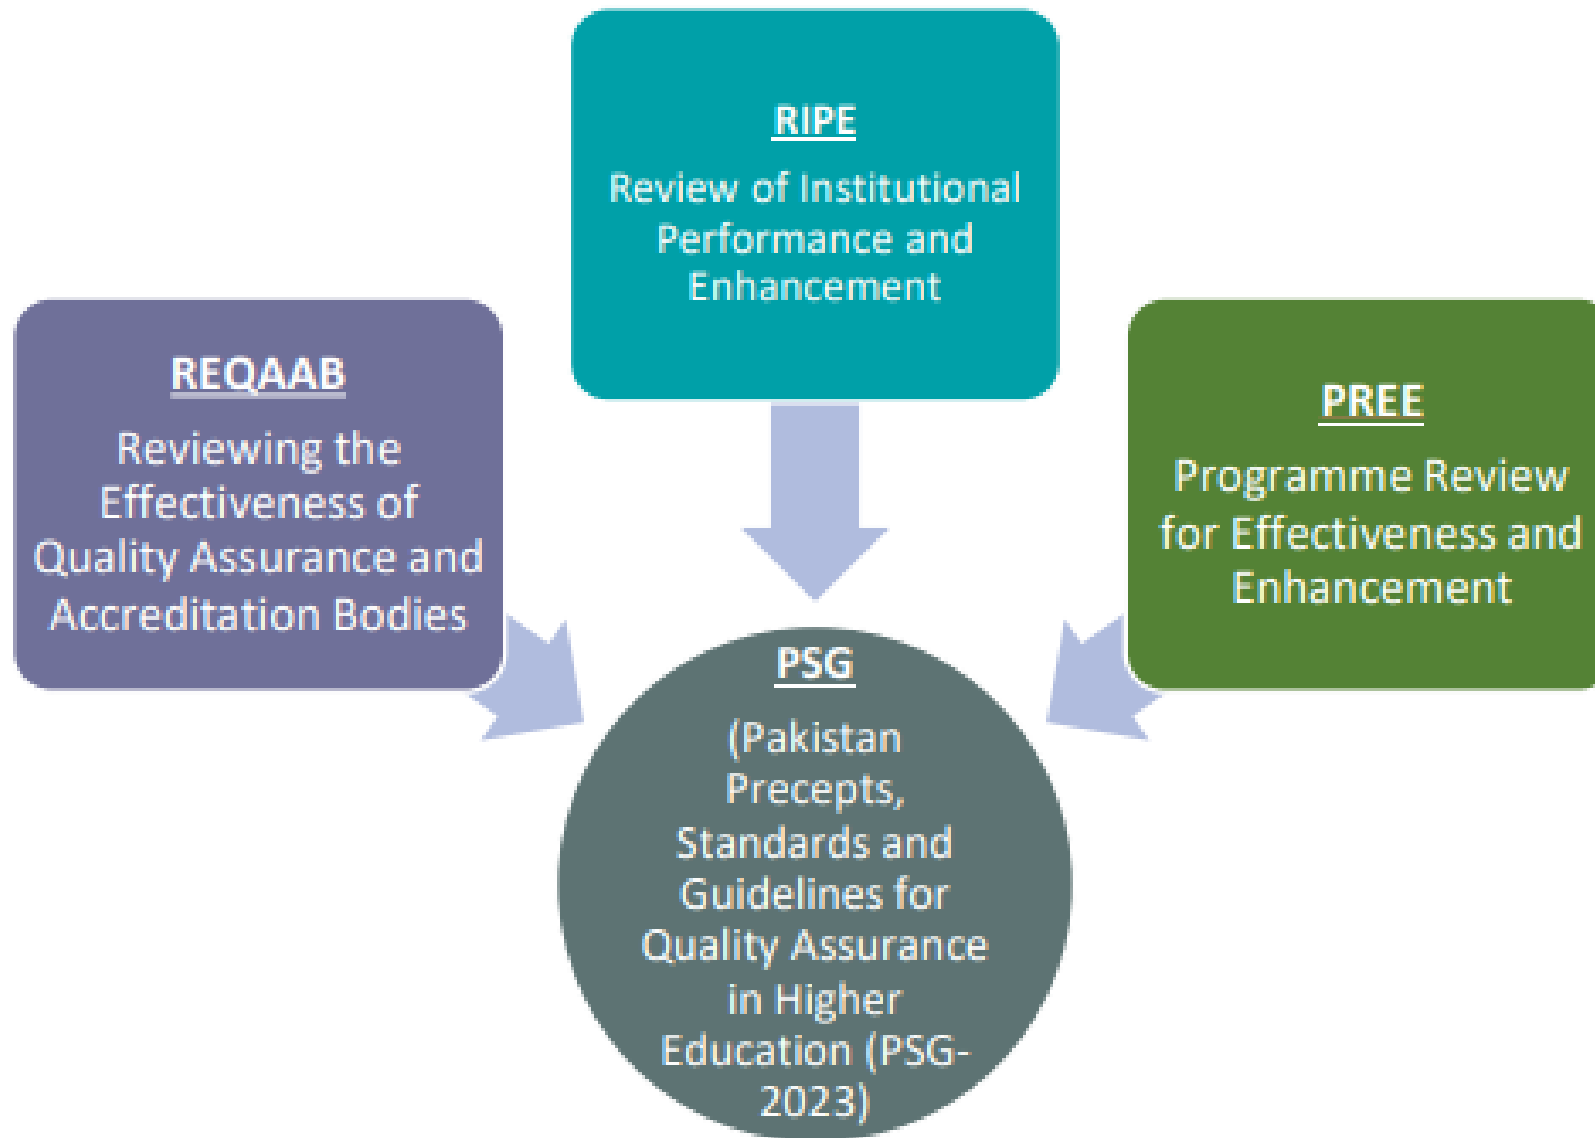 RIPE
Review of Institutional
Performance and
Enhancement
REQAAB
Reviewing the
Effectiveness of
Quality Assurance and
Accreditation Bodies
PREE
Programme Review
for Effectiveness and
Enhancement
PSG
(Pakistan
Precepts,
Standards and
Guidelines for
Quality Assurance
in Higher
Education (PSG-
2023)